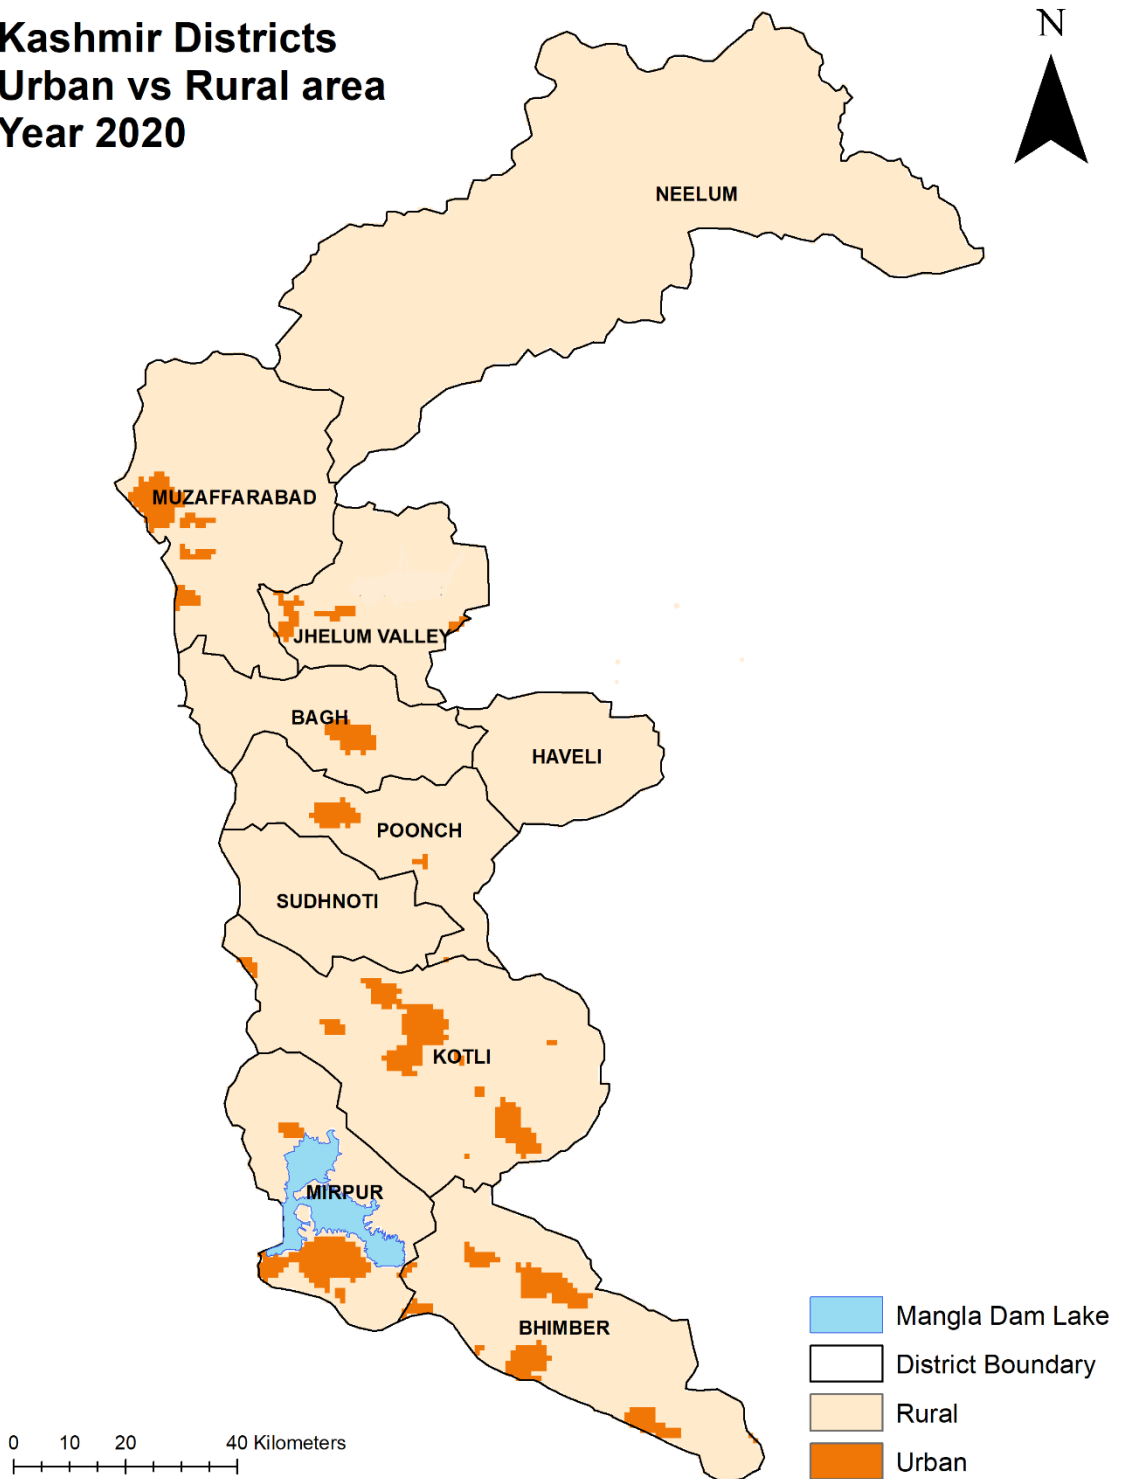 Kashmir Districts
Urban vs Rural area
Year 2020
N
NEELUM
MUZAFFARABAD
JHELUM VALLEY
BAGH
HAVELI
POONCH
SUDHNOTI
KOTLI
MIRPUR
BHIMBER
Mangla Dam Lake
District Boundary
Rural
Urban
0 10 20 40 Kilometers